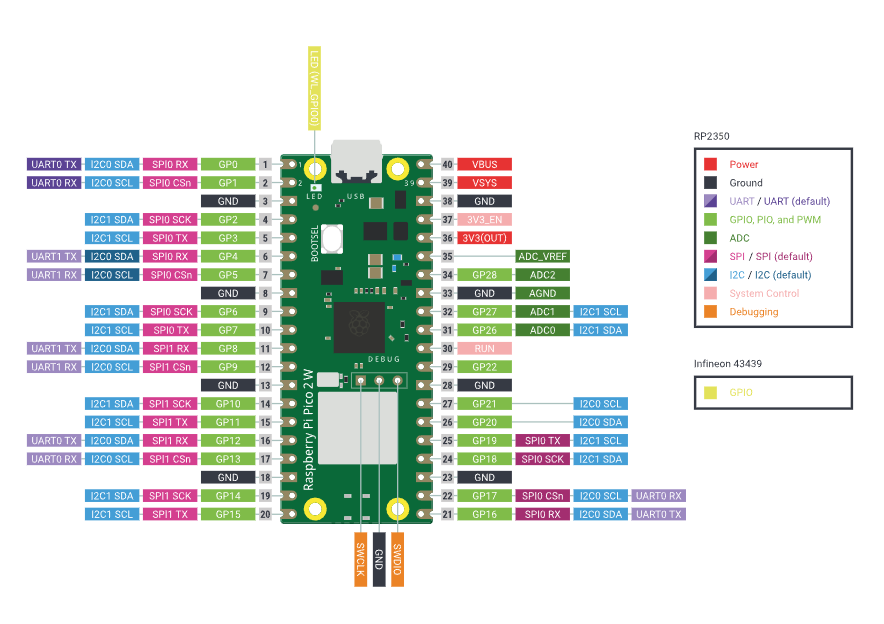 LED (WL_GPIO0)
UART0 TX I2C0 SDA SPI0 RX GP0 1
UART0 RX I2C0 SCL SPI0 CSn GP1 2
GND 3
I2C1 SDA SPI0 SCK GP2 4
I2C1 SCL SPI0 TX GP3 5
UART1 TX I2C0 SDA SPI0 RX GP4 6
UART1 RX I2C0 SCL SPI0 CSn GP5 7
GND 8
I2C1 SDA SPI0 SCK GP6 9
I2C1 SCL SPI0 TX GP7 10
UART1 TX I2C0 SDA SPI1 RX GP8 11
UART1 RX I2C0 SCL SPI1 CSn GP9 12
GND 13
I2C1 SDA SPI1 SCK GP10 14
I2C1 SCL SPI1 TX GP11 15
UART0 TX I2C0 SDA SPI1 RX GP12 16
UART0 RX I2C0 SCL SPI1 CSn GP13 17
GND 18
I2C1 SDA SPI1 SCK GP14 19
I2C1 SCL SPI1 TX GP15 20
1
2
39
LED
USB
BOOTSEL
DEBUG
Raspberry Pi Pico 2 W
SWCLK
GND
SWDIO
40 VBUS
39 VSYS
38 GND
37 3V3_EN
36 3V3(OUT)
35 ADC_VREF
34 GP28 ADC2
33 GND AGND
32 GP27 ADC1 I2C1 SCL
31 GP26 ADC0 I2C1 SDA
30 RUN
29 GP22
28 GND
27 GP21 I2C0 SCL
26 GP20 I2C0 SDA
25 GP19 SPI0 TX I2C1 SCL
24 GP18 SPI0 SCK I2C1 SDA
23 GND
22 GP17 SPI0 CSn I2C0 SCL UART0 RX
21 GP16 SPI0 RX I2C0 SDA UART0 TX
RP2350
Power
Ground
UART / UART (default)
GPIO, PIO, and PWM
ADC
SPI / SPI (default)
I2C / I2C (default)
System Control
Debugging
Infineon 43439
GPIO